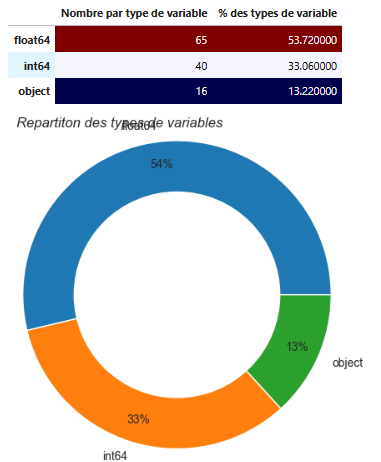 Nombre par type de variable % des types de variable
float64 65 53.720000
int64 40 33.060000
object 16 13.220000
Repartiton des types de variables
float64
54%
13%
object
33%
int64